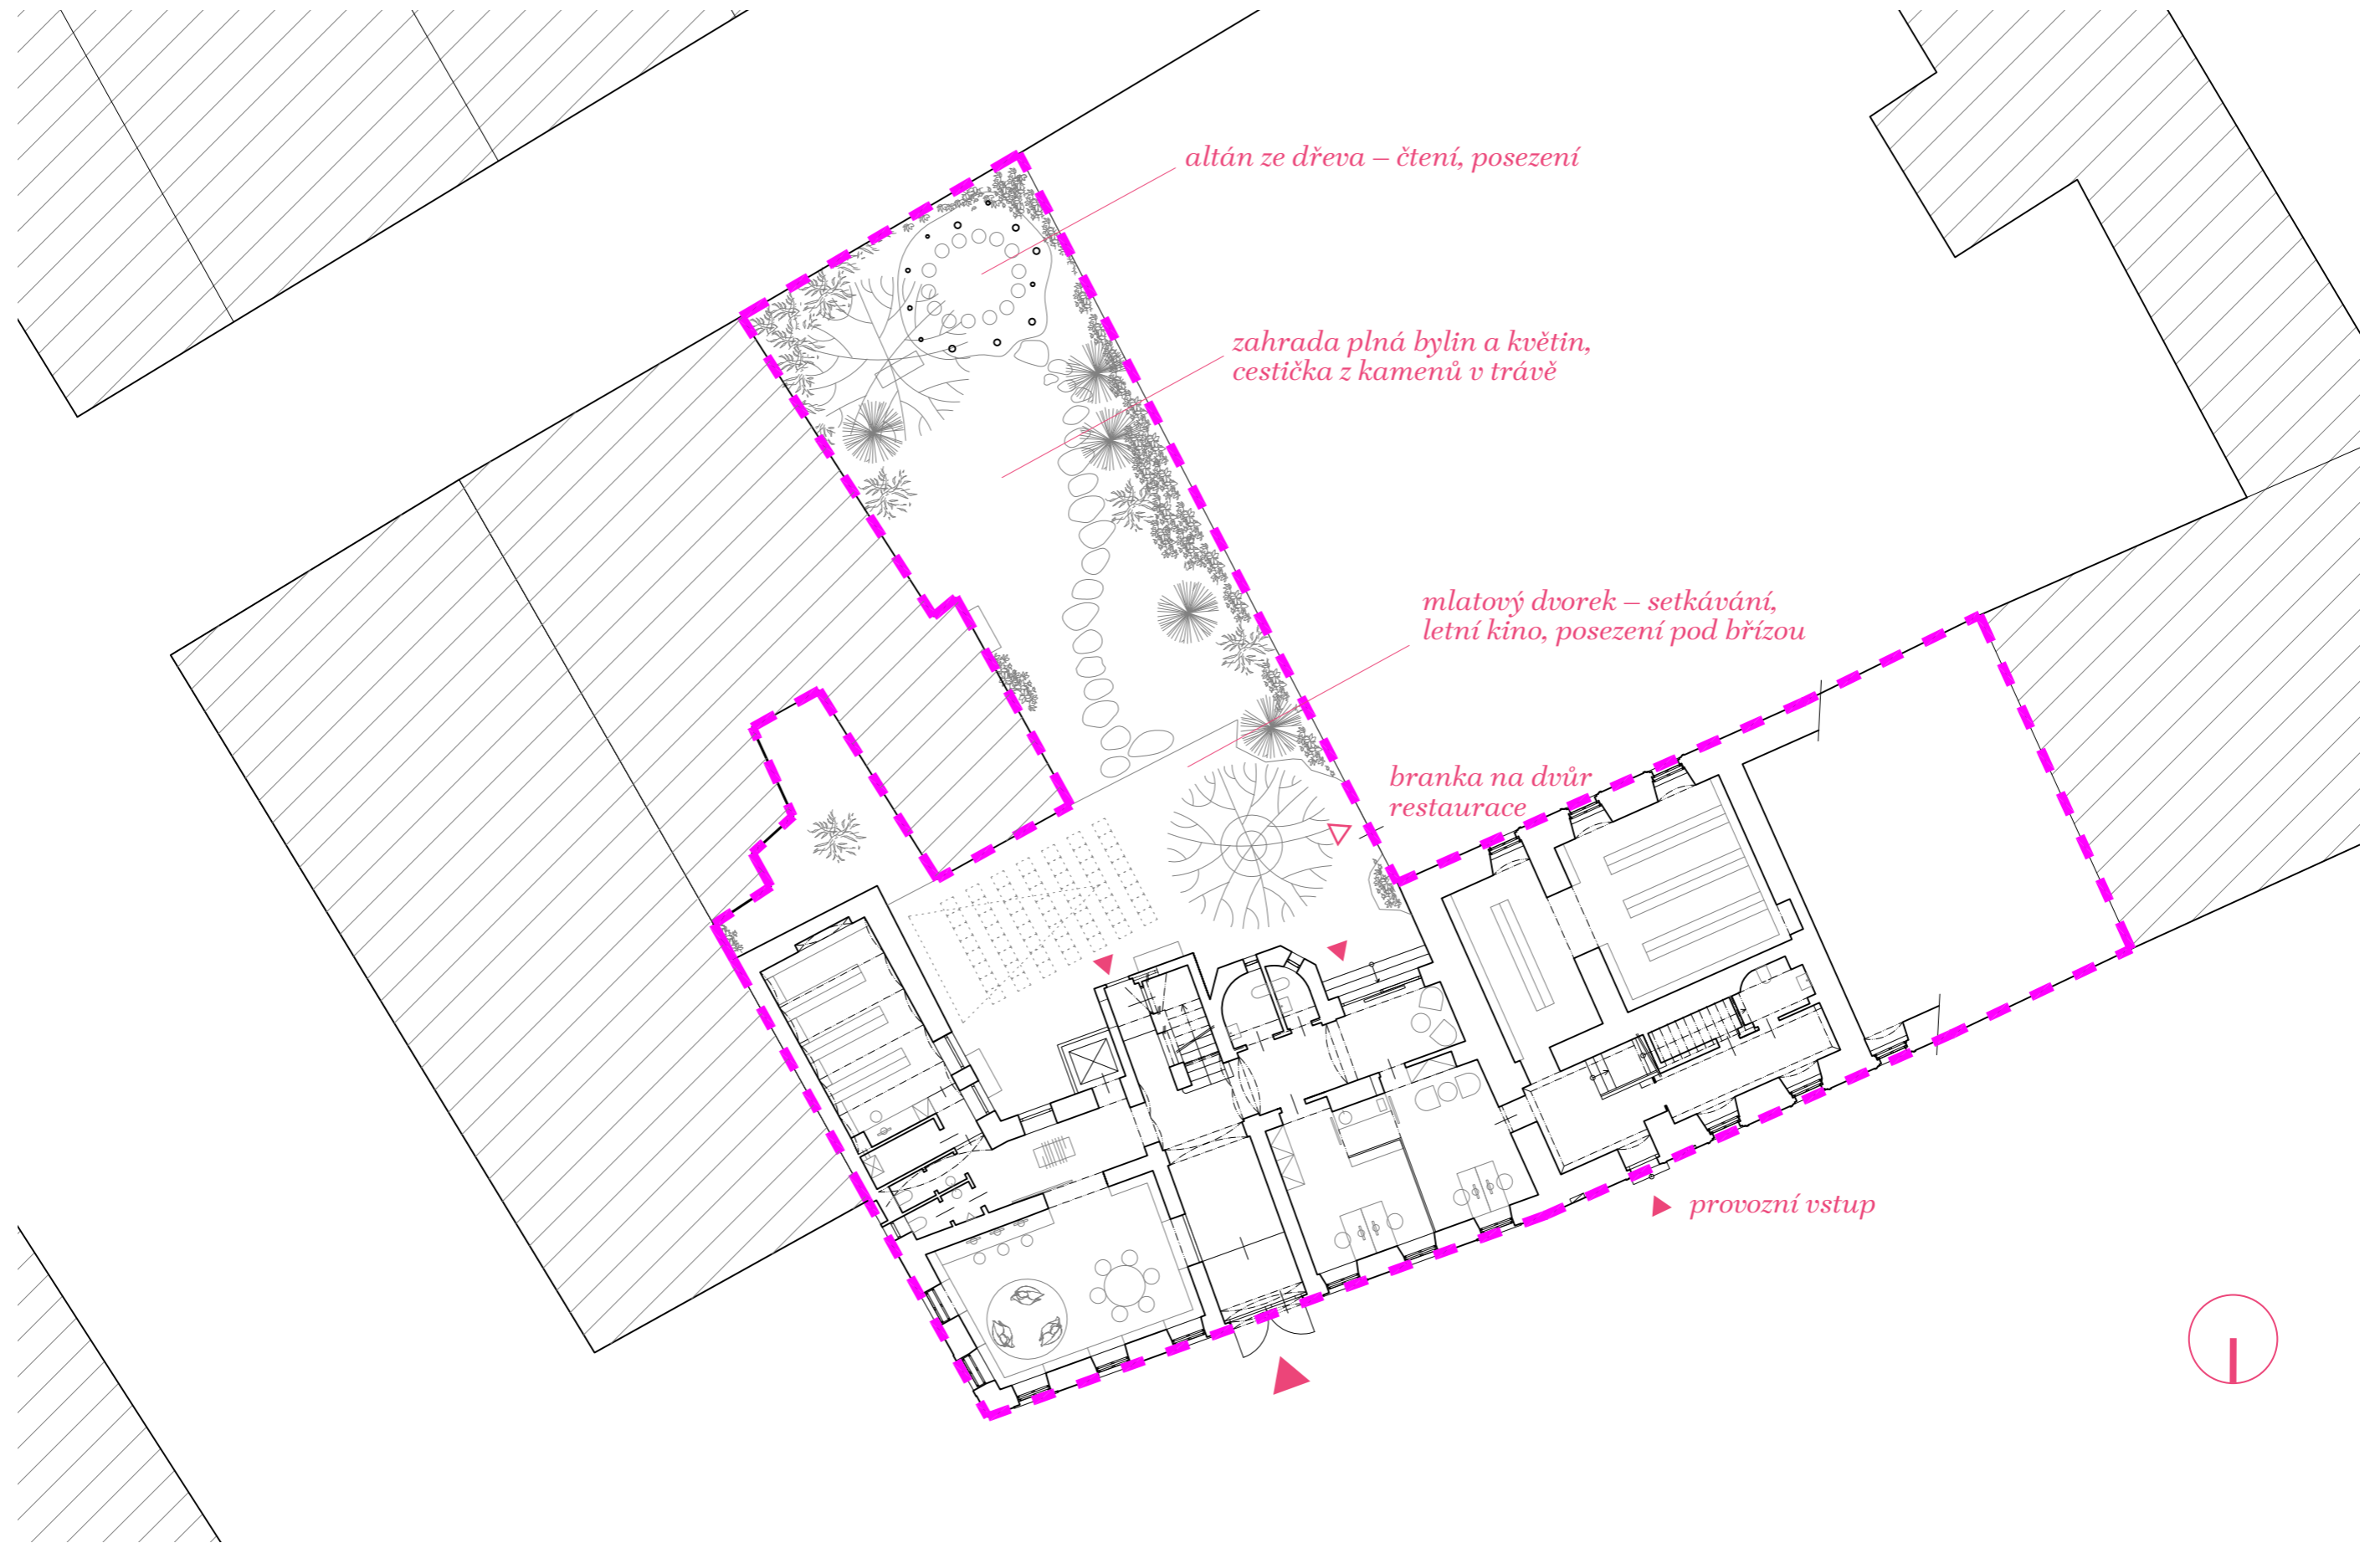 altán ze dřeva – čtení, posezení
zahrada plná bylin a květin,
cestička z kamenů v trávě
mlatový dvorek – setkávání,
letní kino, posezení pod břízou
branka na dvůr
restaurace
provozní vstup